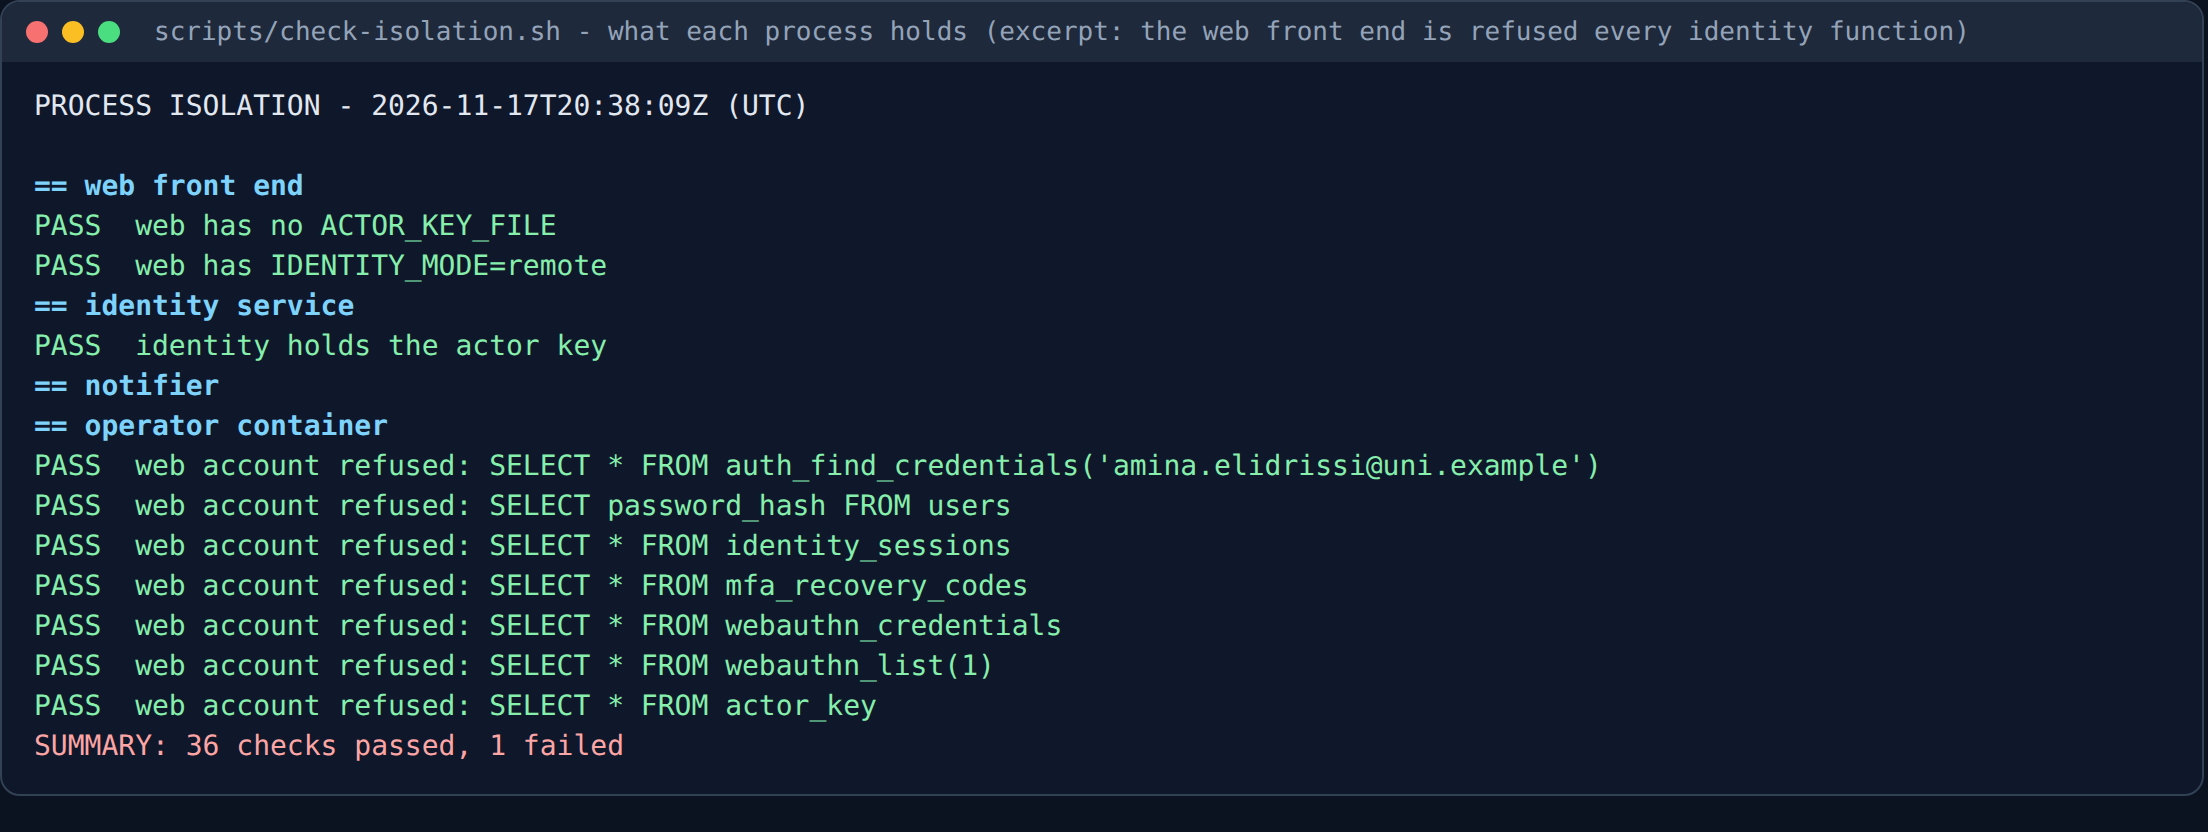 scripts/check-isolation.sh - what each process holds (excerpt: the web front end is refused every identity function)
PROCESS ISOLATION - 2026-11-17T20:38:09Z (UTC)
== web front end
PASS  web has no ACTOR_KEY_FILE
PASS  web has IDENTITY_MODE=remote
== identity service
PASS  identity holds the actor key
== notifier
== operator container
PASS  web account refused: SELECT * FROM auth_find_credentials('amina.elidrissi@uni.example')
PASS  web account refused: SELECT password_hash FROM users
PASS  web account refused: SELECT * FROM identity_sessions
PASS  web account refused: SELECT * FROM mfa_recovery_codes
PASS  web account refused: SELECT * FROM webauthn_credentials
PASS  web account refused: SELECT * FROM webauthn_list(1)
PASS  web account refused: SELECT * FROM actor_key
SUMMARY: 36 checks passed, 1 failed